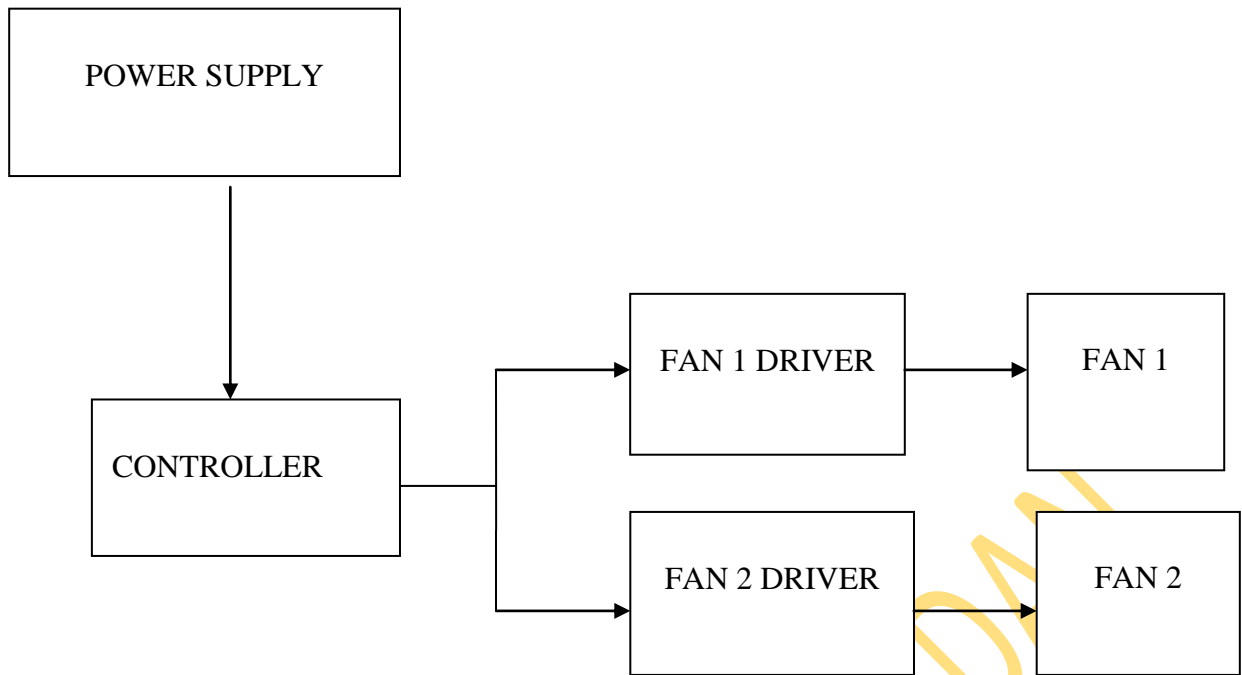 POWER SUPPLY
FAN 1 DRIVER
FAN 1
CONTROLLER
FAN 2 DRIVER
FAN 2